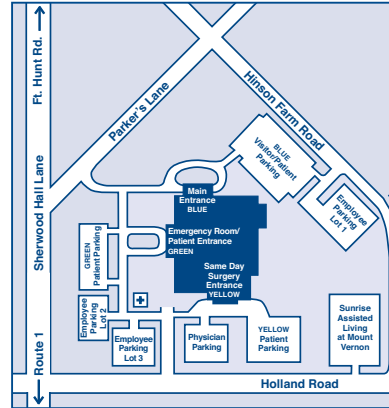 Ft. Hunt Rd.
Sherwood Hall Lane
Route 1
Parker's Lane
Hinson Farm Road
BLUE
Visitor/Patient
Parking
Employee
Parking
Lot 1
Main
Entrance
BLUE
Emergency Room/
Patient Entrance
GREEN
Same Day
Surgery
Entrance
YELLOW
GREEN
Patient Parking
Employee
Parking
Lot 2
Employee
Parking
Lot 3
Physician
Parking
YELLOW
Patient
Parking
Sunrise
Assisted
Living
at Mount
Vernon
Holland Road